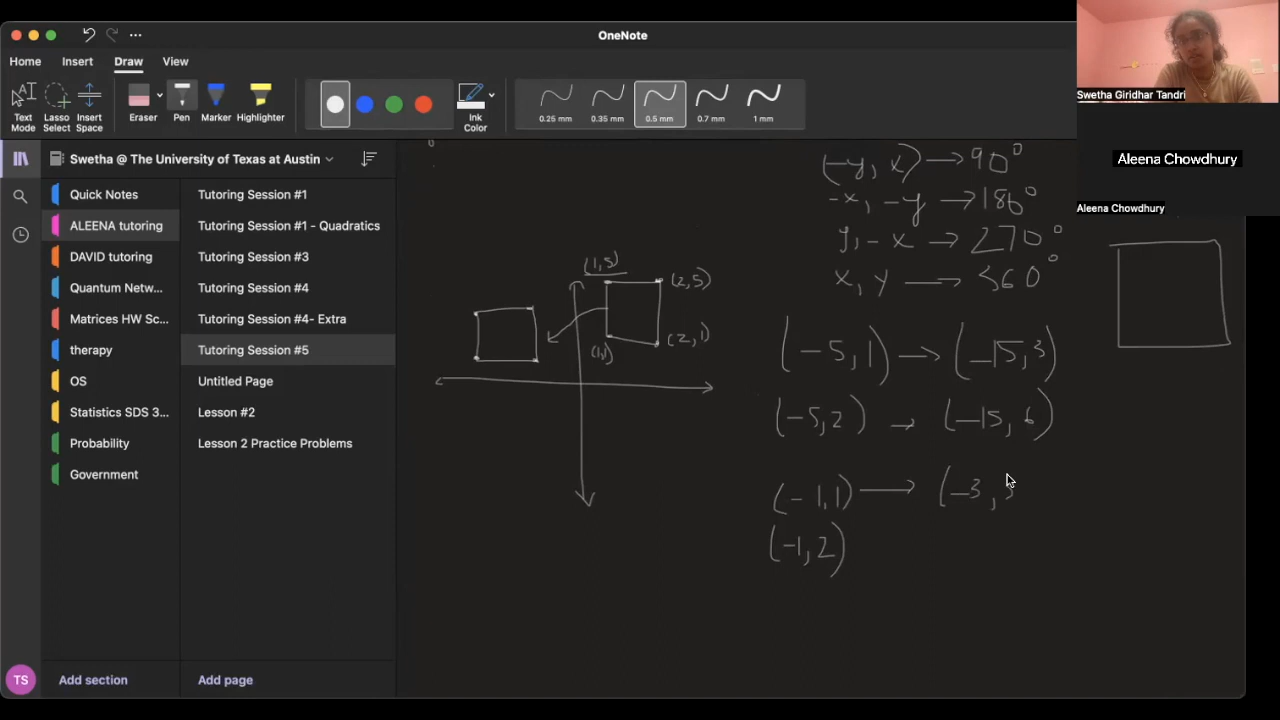 OneNote
Home Insert Draw View
Text Mode
Lasso Select
Insert Space
Eraser
Pen
Marker
Highlighter
Ink Color
0.25 mm
0.35 mm
0.5 mm
0.7 mm
1 mm
Swetha Giridhar Tandri
Aleena Chowdhury
Aleena Chowdhury
Swetha @ The University of Texas at Austin
Quick Notes
ALEENA tutoring
DAVID tutoring
Quantum Netw...
Matrices HW Sc...
therapy
OS
Statistics SDS 3...
Probability
Government
Tutoring Session #1
Tutoring Session #1 - Quadratics
Tutoring Session #3
Tutoring Session #4
Tutoring Session #4- Extra
Tutoring Session #5
Untitled Page
Lesson #2
Lesson 2 Practice Problems
(1,5)
(2,5)
(1,1)
(2,1)
(-y, x) → 90°
-x, -y → 180°
y, -x → 270°
x, y → 360°
(-5,1) → (-15,3)
(-5,2) → (-15,6)
(-1,1) → (-3,3
(-1,2)
TS
Add section
Add page